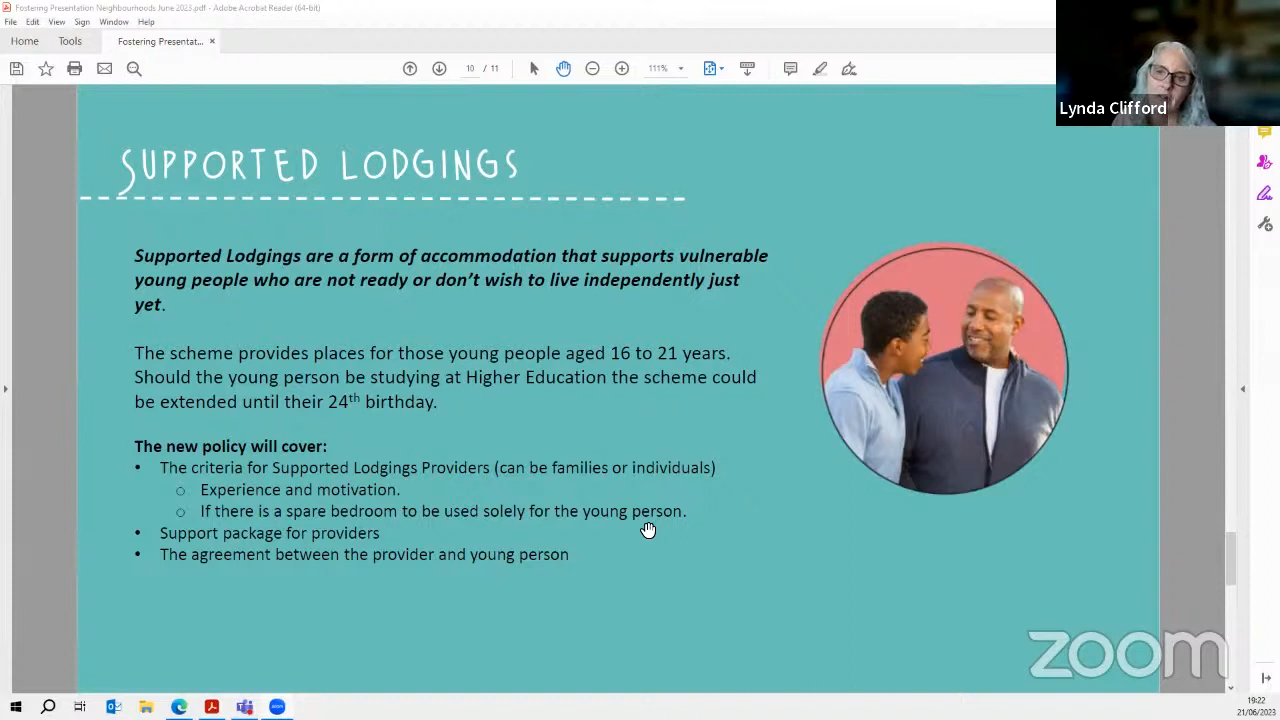 Fostering Presentation Neighbourhoods June 2023.pdf - Adobe Acrobat Reader (64-bit)
File Edit View Sign Window Help
Home Tools Fostering Presentat... ×
10 / 11 111%
Lynda Clifford
SUPPORTED LODGINGS
Supported Lodgings are a form of accommodation that supports vulnerable
young people who are not ready or don’t wish to live independently just
yet.
The scheme provides places for those young people aged 16 to 21 years.
Should the young person be studying at Higher Education the scheme could
be extended until their 24th birthday.
The new policy will cover:
• The criteria for Supported Lodgings Providers (can be families or individuals)
o Experience and motivation.
o If there is a spare bedroom to be used solely for the young person.
• Support package for providers
• The agreement between the provider and young person
zoom
19:22
21/06/2023